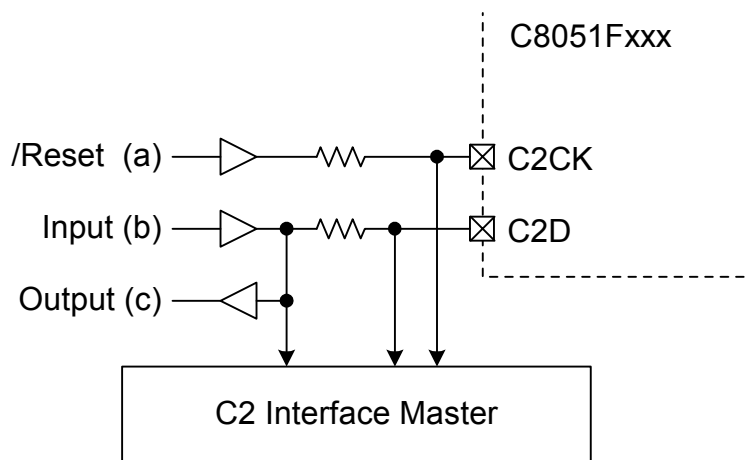 C8051Fxxx
/Reset (a)
C2CK
Input (b)
C2D
Output (c)
C2 Interface Master